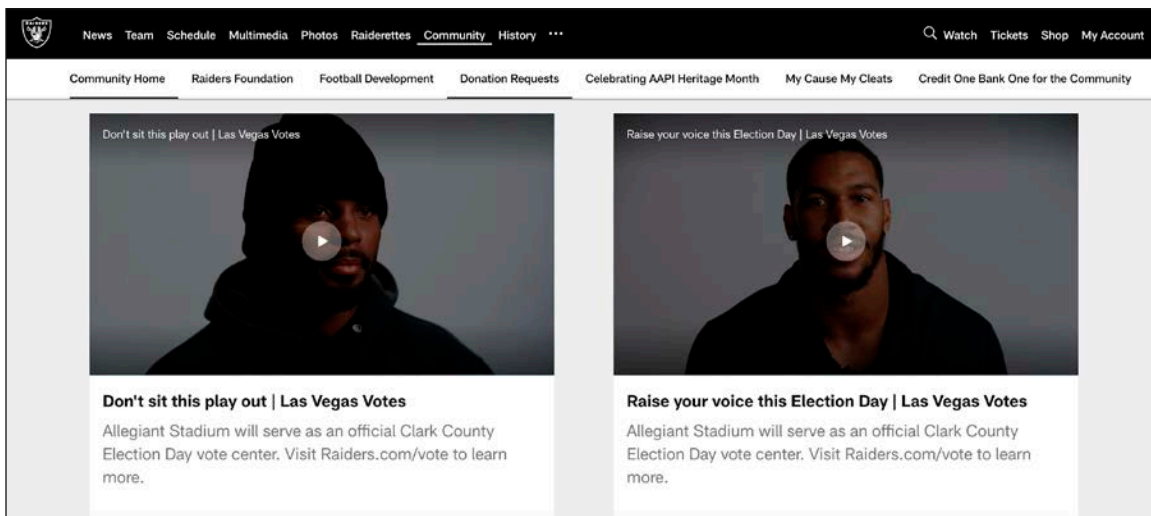 RAIDERS
News Team Schedule Multimedia Photos Raiderettes Community History ··· Watch Tickets Shop My Account
Community Home Raiders Foundation Football Development Donation Requests Celebrating AAPI Heritage Month My Cause My Cleats Credit One Bank One for the Community
Don't sit this play out | Las Vegas Votes
Don't sit this play out | Las Vegas Votes
Allegiant Stadium will serve as an official Clark County
Election Day vote center. Visit Raiders.com/vote to learn
more.
Raise your voice this Election Day | Las Vegas Votes
Raise your voice this Election Day | Las Vegas Votes
Allegiant Stadium will serve as an official Clark County
Election Day vote center. Visit Raiders.com/vote to learn
more.